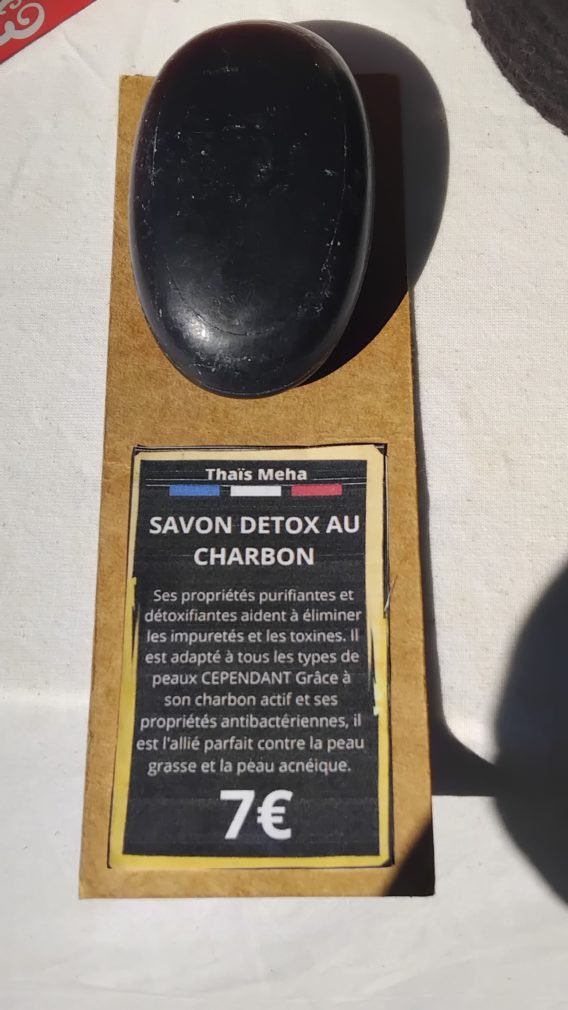 Thaïs Meha
SAVON DETOX AU
CHARBON
Ses propriétés purifiantes et
détoxifiantes aident à éliminer
les impuretés et les toxines. Il
est adapté à tous les types de
peaux CEPENDANT Grâce à
son charbon actif et ses
propriétés antibactériennes, il
est l'allié parfait contre la peau
grasse et la peau acnéique.
7€